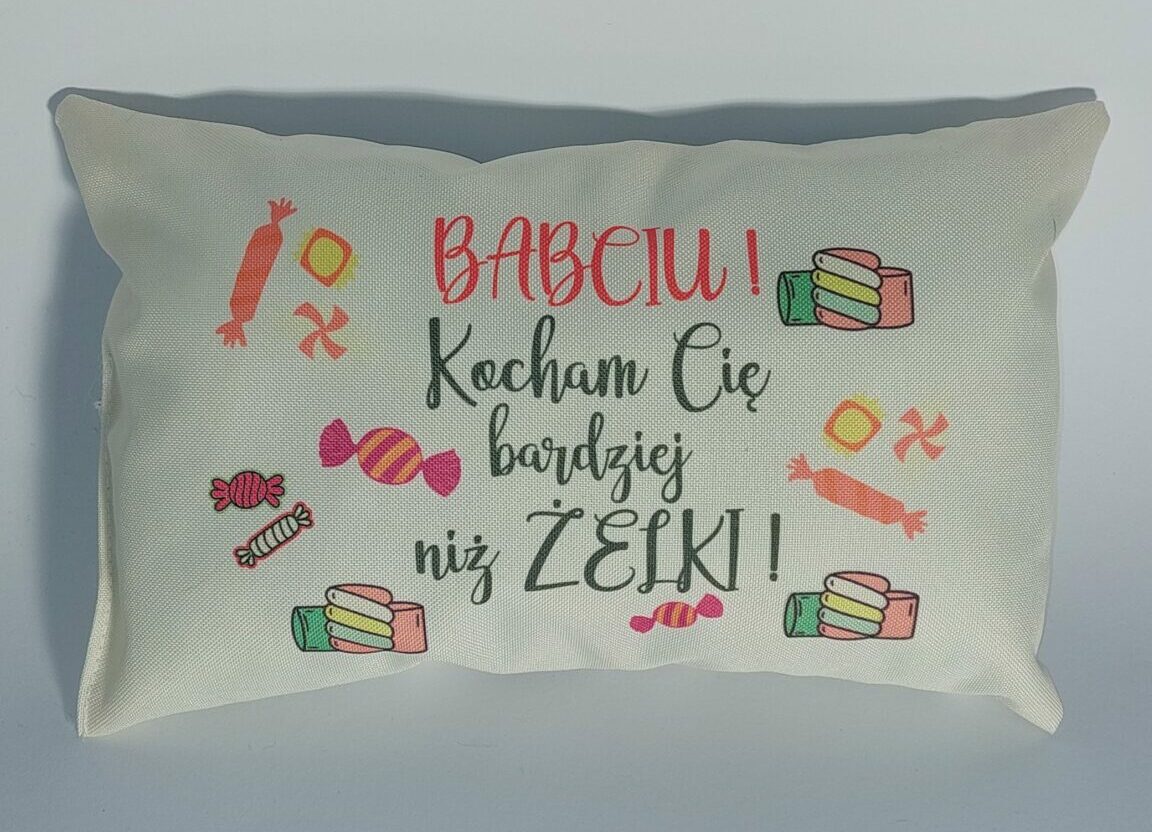 BABCIU !
Kocham Cię
bardziej
niż ŻELKI !